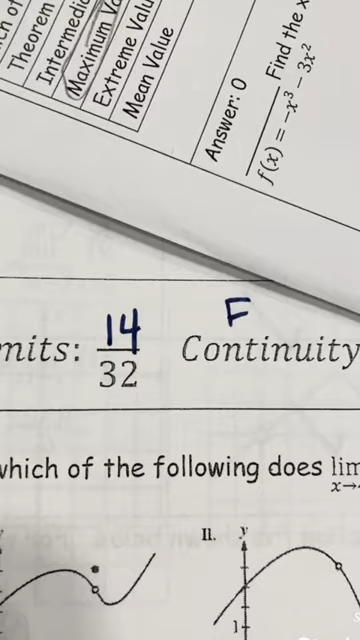 Theorem
Intermedia
Maximum Va
Extreme Valu
Mean Value
Answer: 0
Find the x
f(x) = −x³ − 3x²
mits: 14/32 F Continuity
which of the following does lim
x→
II. y
1